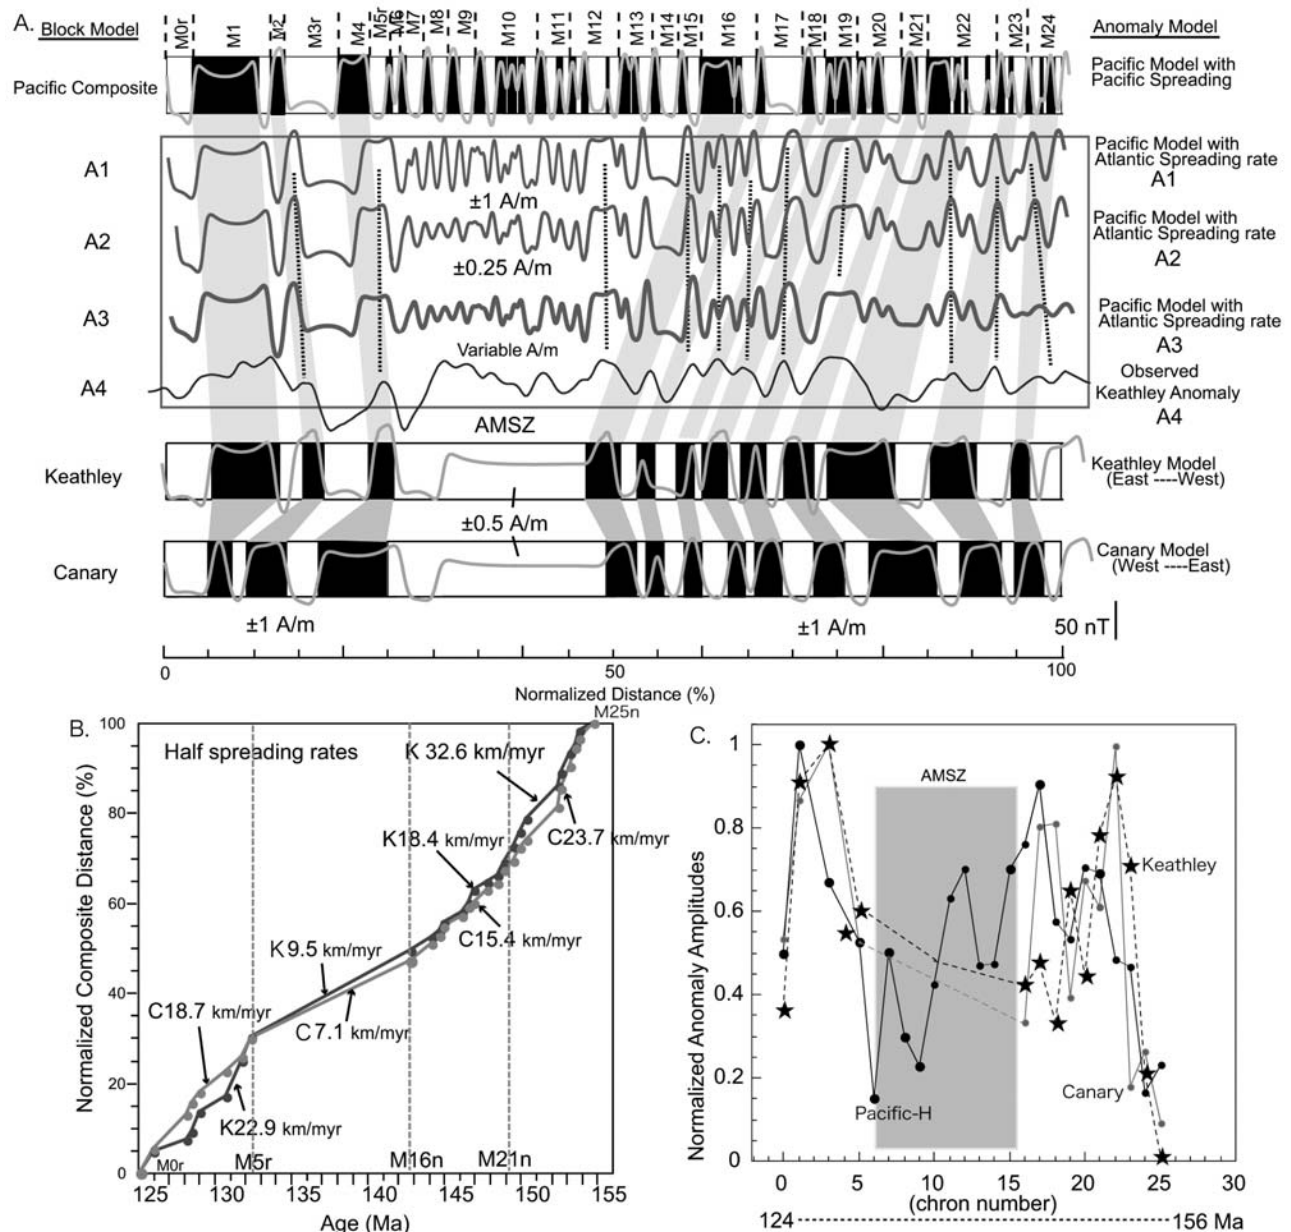 A. Block Model
M0r M1 M2 M3r M4 M5r M6 M7 M8 M9 M10 M11 M12 M13 M14 M15 M16 M17 M18 M19 M20 M21 M22 M23 M24
Anomaly Model
Pacific Composite
Pacific Model with
Pacific Spreading
A1
±1 A/m
Pacific Model with
Atlantic Spreading rate
A1
A2
±0.25 A/m
Pacific Model with
Atlantic Spreading rate
A2
A3
Variable A/m
Pacific Model with
Atlantic Spreading rate
A3
A4
AMSZ
Observed
Keathley Anomaly
A4
Keathley
Keathley Model
(East ----West)
±0.5 A/m
Canary
Canary Model
(West ----East)
±1 A/m
±1 A/m
50 nT
0 50 100
Normalized Distance (%)
B.
M25n
Half spreading rates
K 32.6 km/myr
K18.4 km/myr
C23.7 km/myr
C15.4 km/myr
K9.5 km/myr
C7.1 km/myr
C18.7 km/myr
K22.9 km/myr
M0r M5r M16n M21n
100
80
60
40
20
0
Normalized Composite Distance (%)
125 130 135 140 145 150 155
Age (Ma)
C.
AMSZ
Keathley
Canary
Pacific-H
1
0.8
0.6
0.4
0.2
0
Normalized Anomaly Amplitudes
0 5 10 15 20 25 30
(chron number)
124 -------------------- 156 Ma